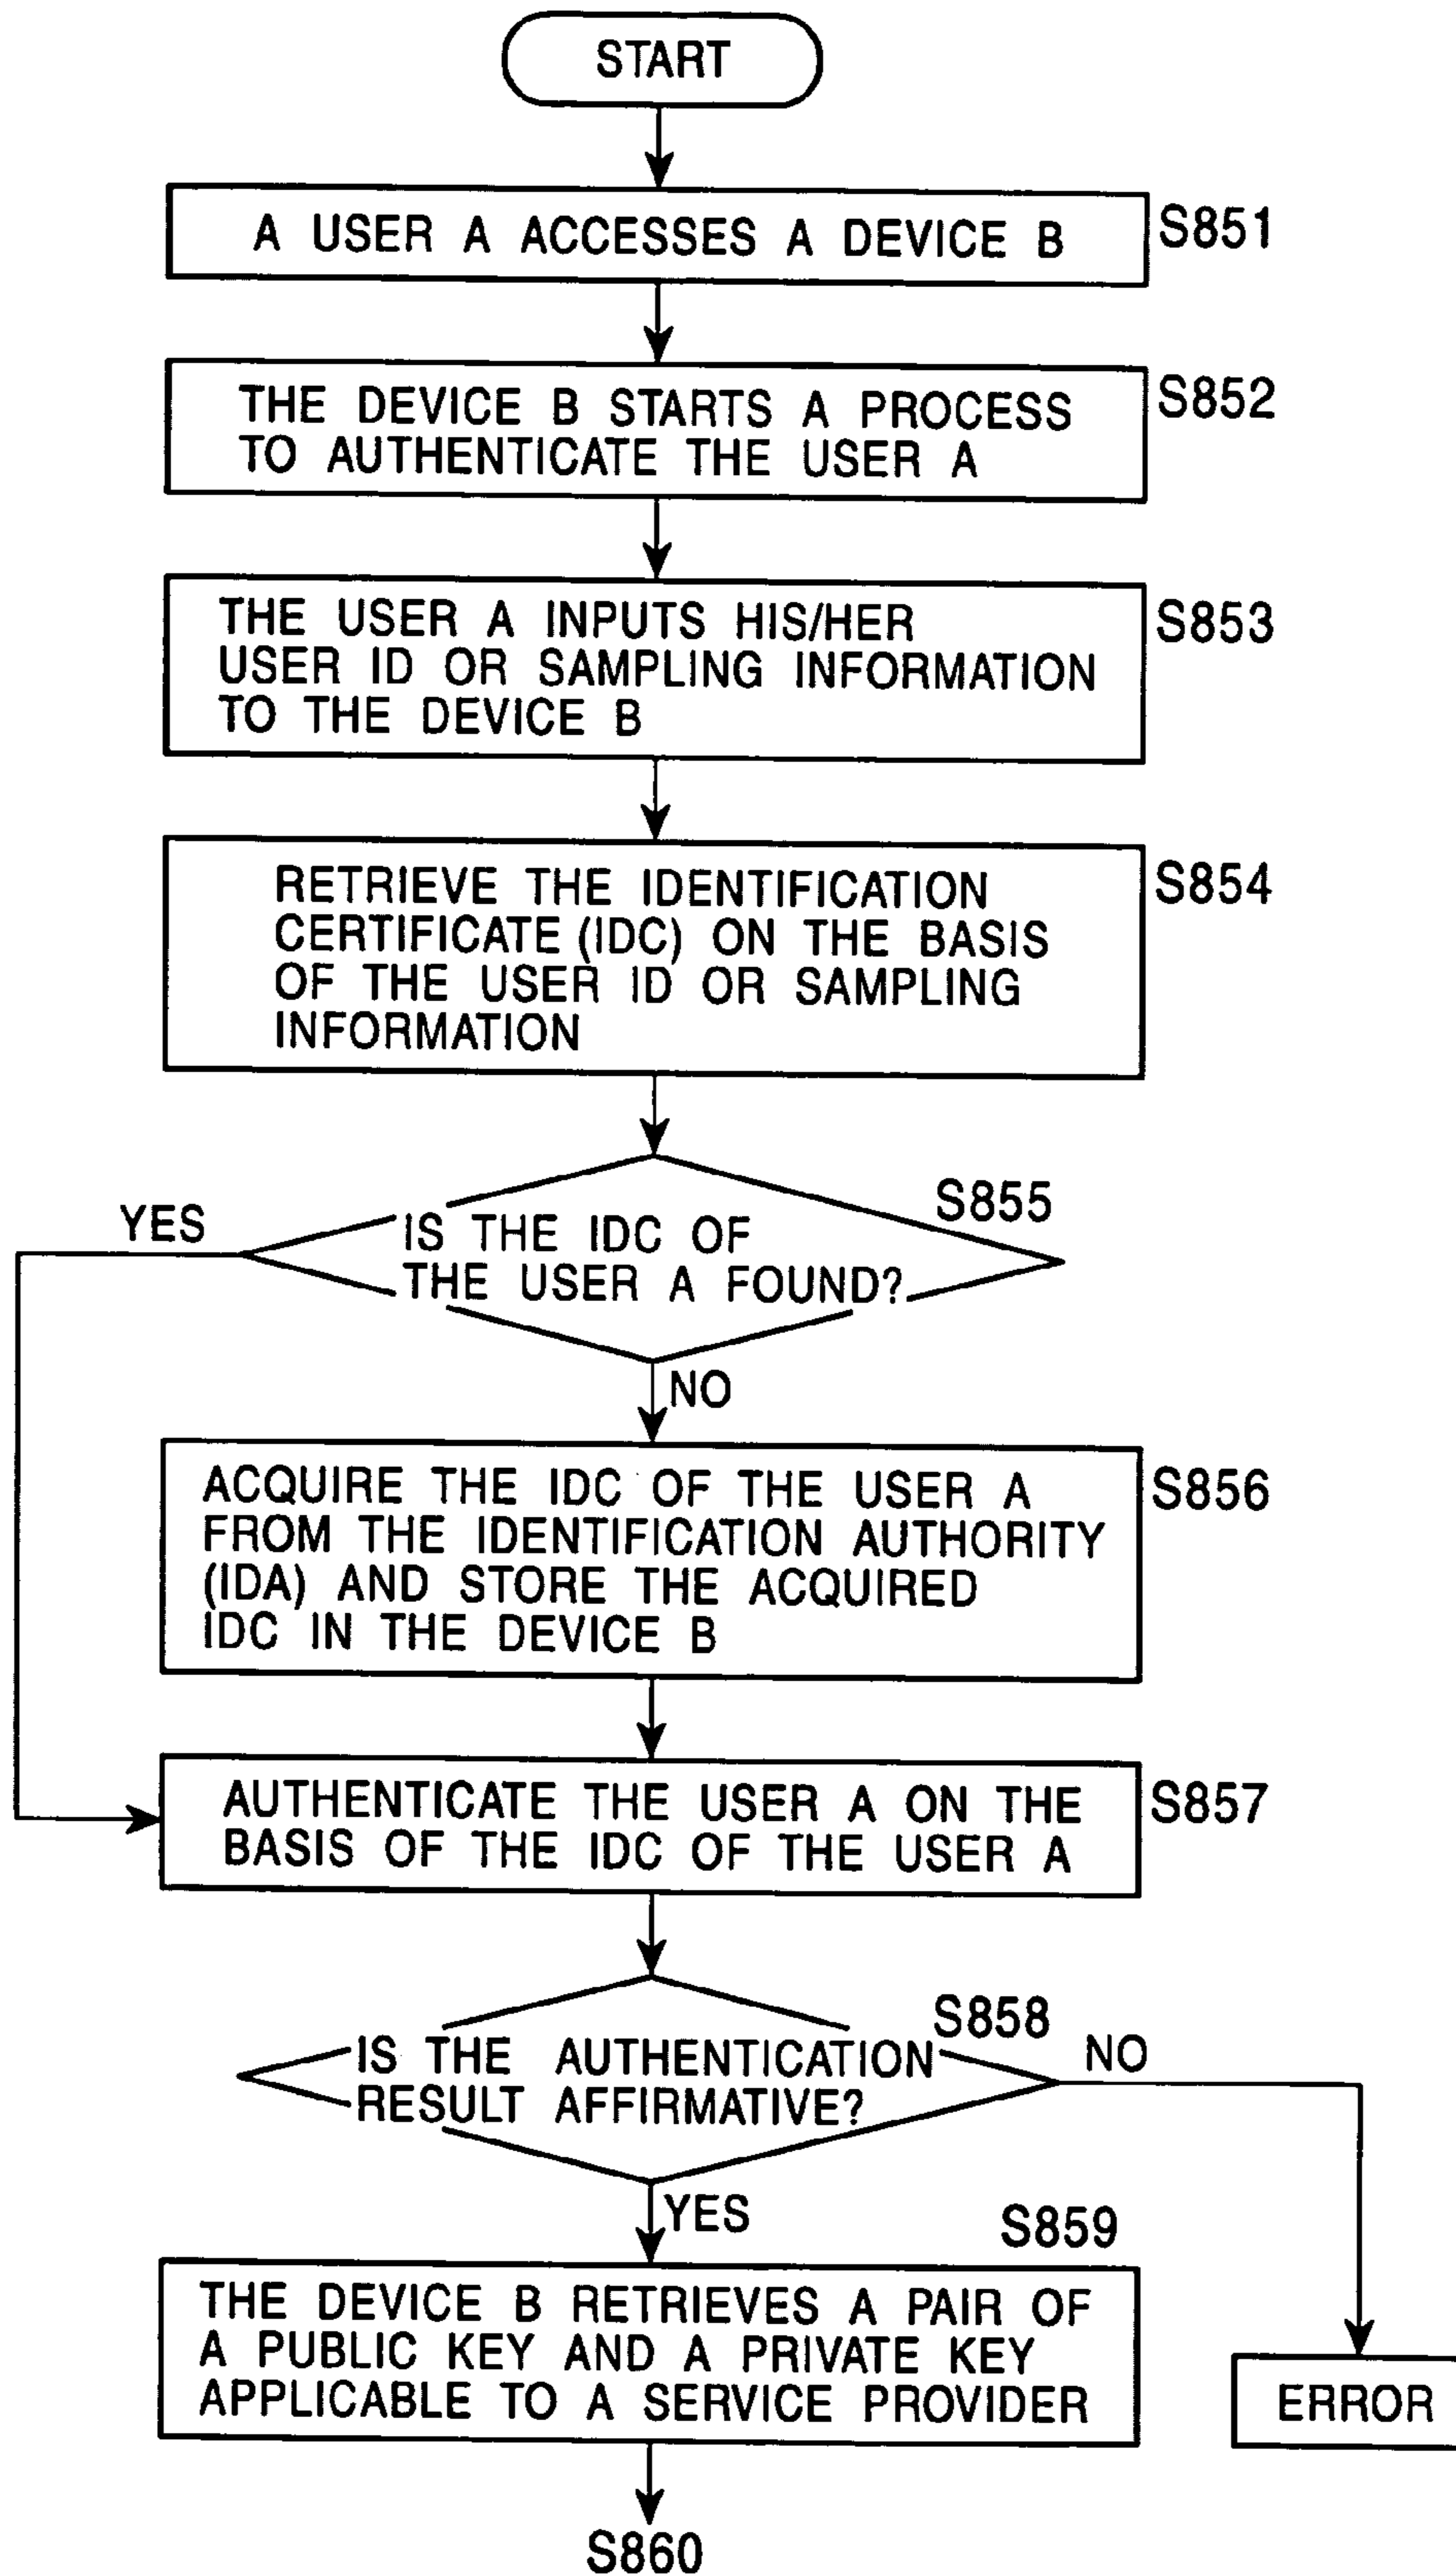 START
A USER A ACCESSES A DEVICE B
S851
THE DEVICE B STARTS A PROCESS
TO AUTHENTICATE THE USER A
S852
THE USER A INPUTS HIS/HER
USER ID OR SAMPLING INFORMATION
TO THE DEVICE B
S853
RETRIEVE THE IDENTIFICATION
CERTIFICATE (IDC) ON THE BASIS
OF THE USER ID OR SAMPLING
INFORMATION
S854
YES
S855
IS THE IDC OF
THE USER A FOUND?
NO
ACQUIRE THE IDC OF THE USER A
FROM THE IDENTIFICATION AUTHORITY
(IDA) AND STORE THE ACQUIRED
IDC IN THE DEVICE B
S856
AUTHENTICATE THE USER A ON THE
BASIS OF THE IDC OF THE USER A
S857
S858
IS THE AUTHENTICATION
RESULT AFFIRMATIVE?
NO
YES
S859
THE DEVICE B RETRIEVES A PAIR OF
A PUBLIC KEY AND A PRIVATE KEY
APPLICABLE TO A SERVICE PROVIDER
ERROR
S860